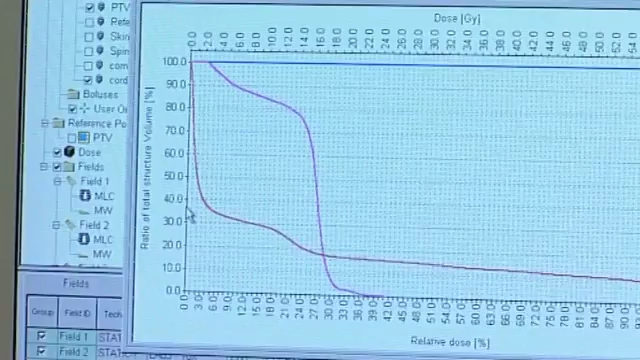 PTV
Refe
Skin
Spin
com
cord
Boluses
User Or
Reference Po
PTV
Dose
Fields
Field 1
MLC
MW
Field 2
MLC
MW
Fields
Group
Field ID
Tech
Field 1
STAT
Field 2
Dose [Gy]
0.0 2.0 4.0 6.0 8.0 10.0 12.0 14.0 16.0 18.0 20.0 22.0 24.0 26.0 28.0 30.0 32.0 34.0 36.0 38.0 40.0 42.0 44.0 46.0 48.0 50.0 52.0 54.0
Ratio of total structure Volume [%]
100.0
90.0
80.0
70.0
60.0
50.0
40.0
30.0
20.0
10.0
0.0
0.0 3.0 6.0 9.0 12.0 15.0 18.0 21.0 24.0 27.0 30.0 33.0 36.0 39.0 42.0 45.0 48.0 51.0 54.0 57.0 60.0 63.0 66.0 69.0 72.0 75.0 78.0 81.0 84.0 87.0 90.0
Relative dose [%]